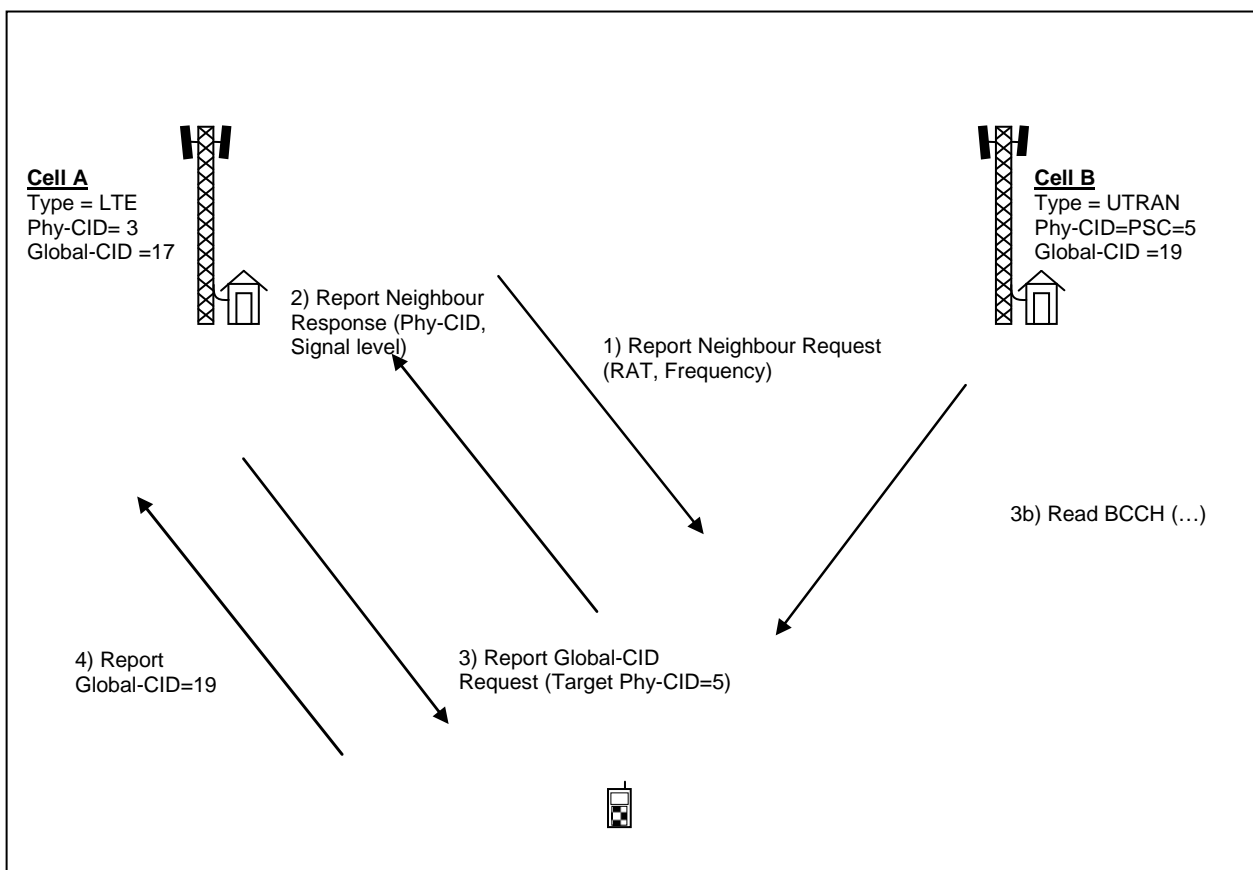 Cell A
Type = LTE
Phy-CID= 3
Global-CID =17
Cell B
Type = UTRAN
Phy-CID=PSC=5
Global-CID =19
2) Report Neighbour
Response (Phy-CID,
Signal level)
1) Report Neighbour Request
(RAT, Frequency)
3b) Read BCCH (…)
4) Report
Global-CID=19
3) Report Global-CID
Request (Target Phy-CID=5)